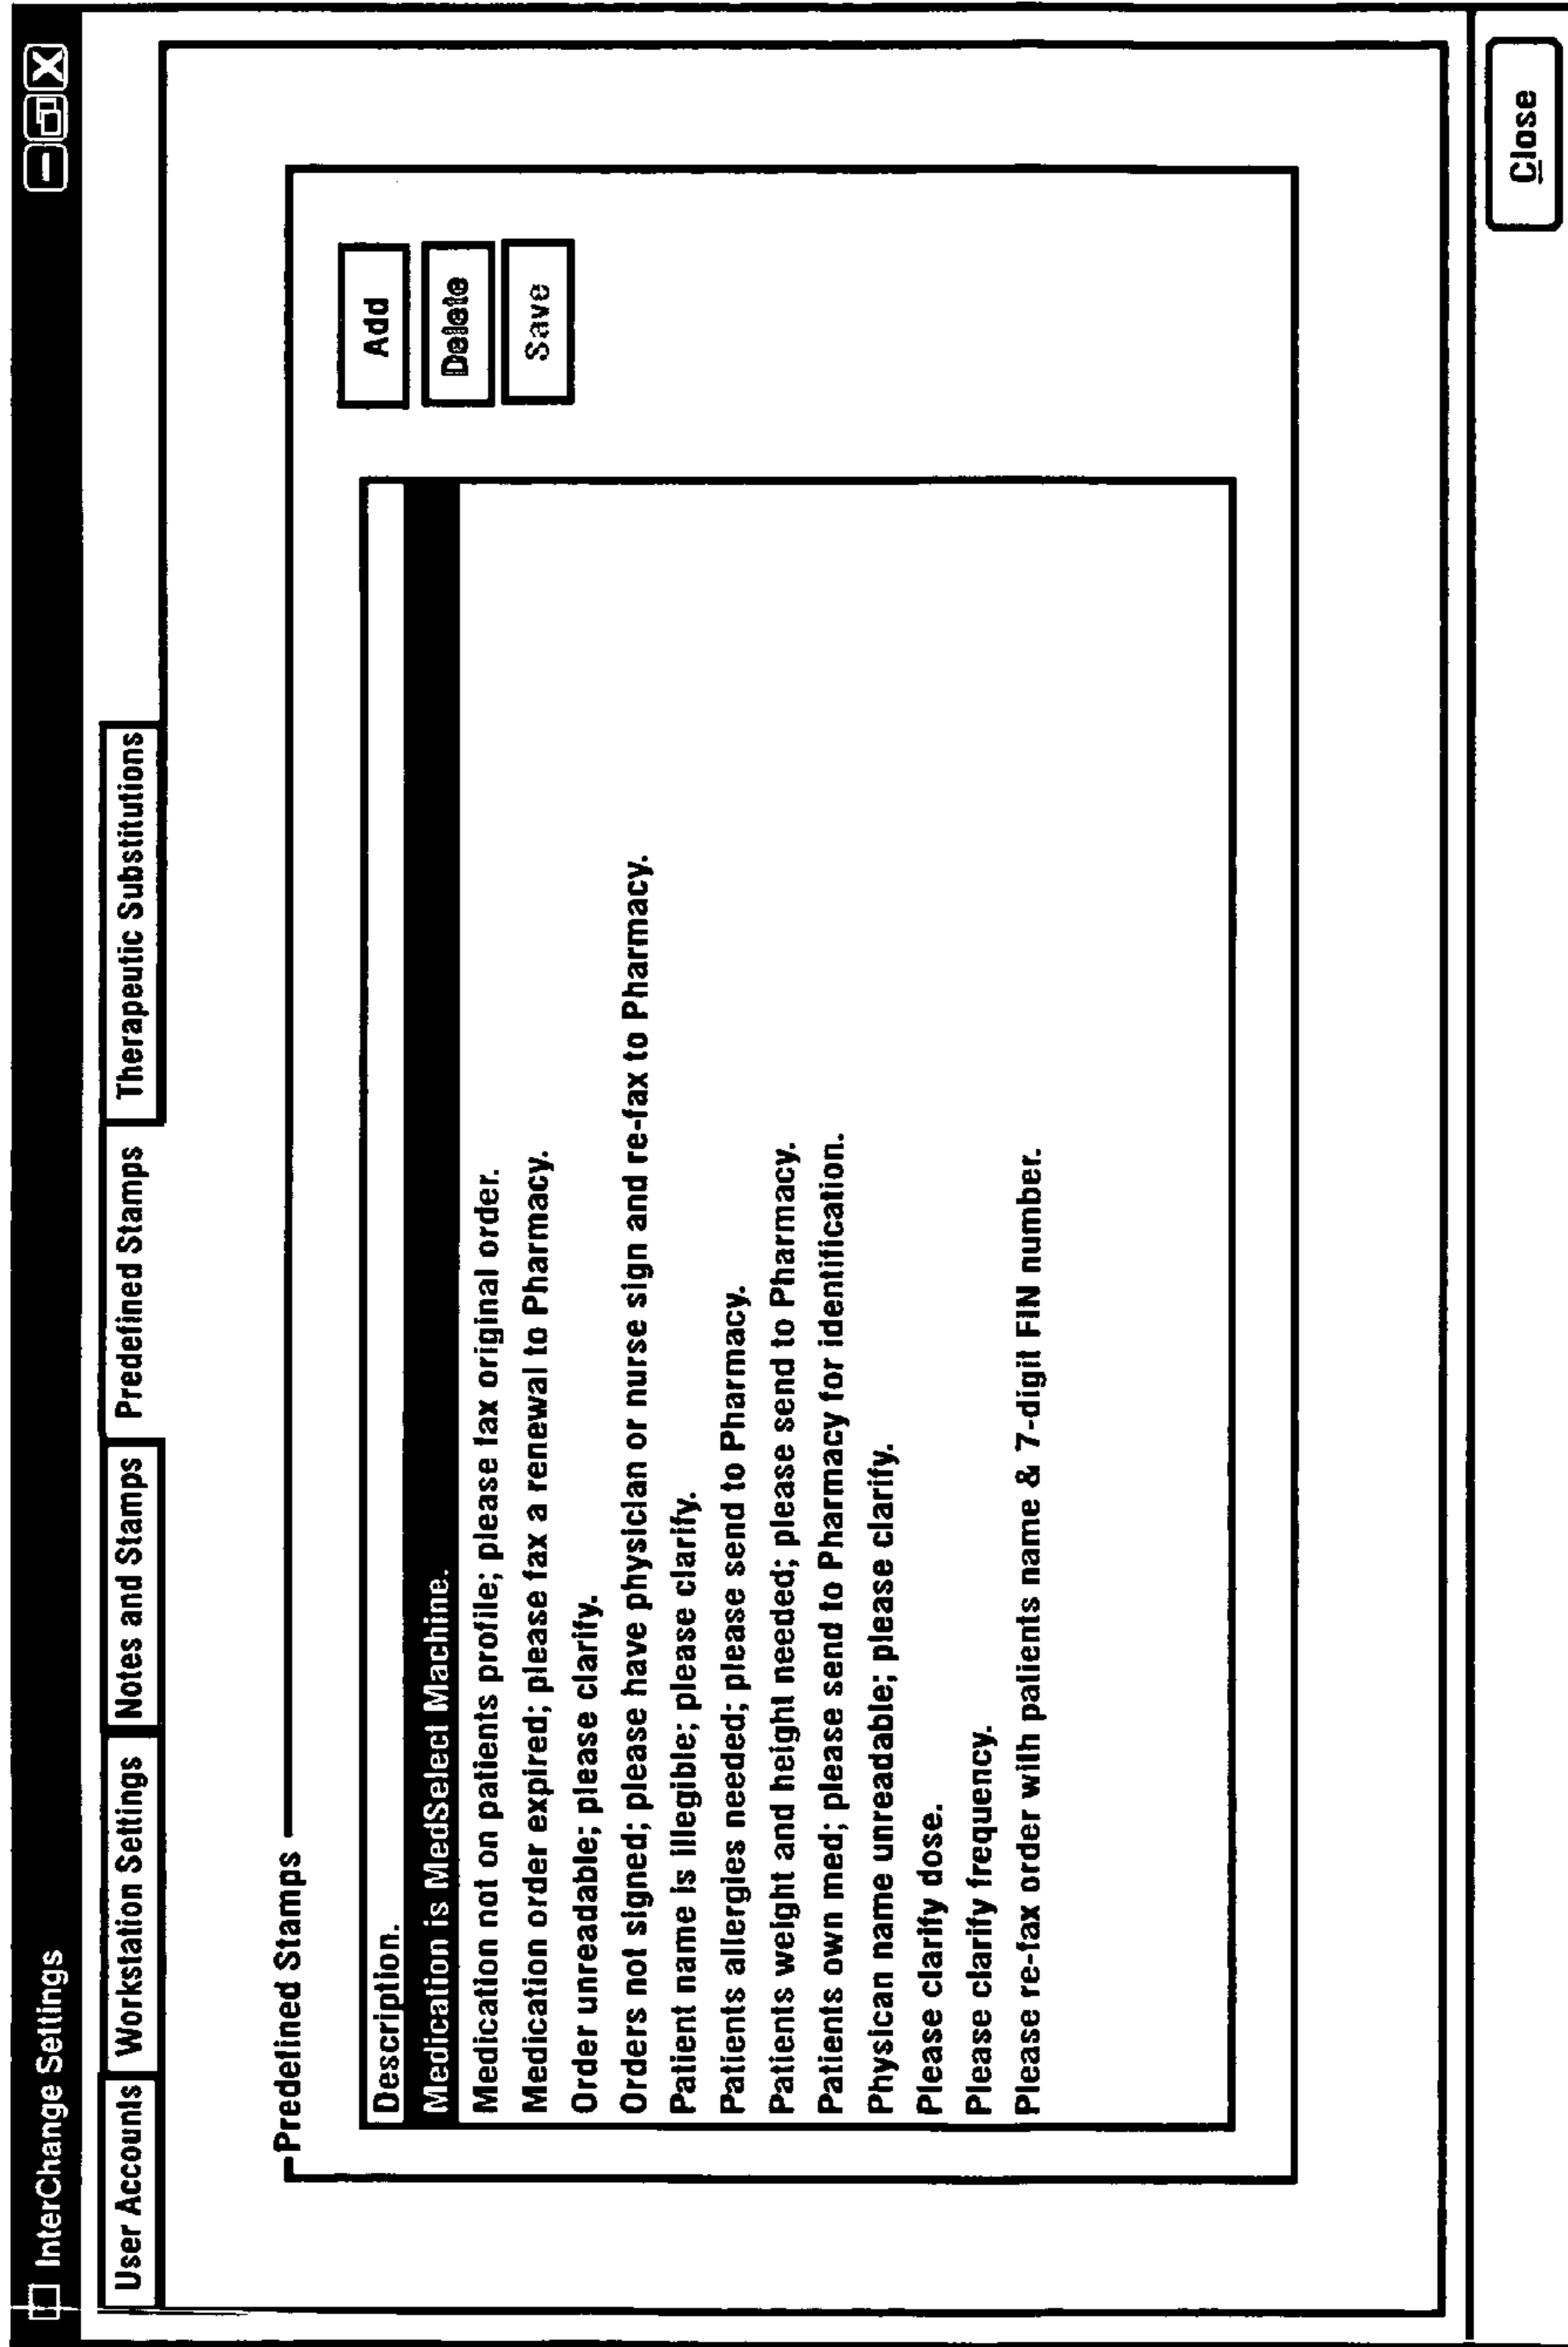 InterChange Settings
User Accounts
Workstation Settings
Notes and Stamps
Predefined Stamps
Therapeutic Substitutions
Predefined Stamps
Description.
Medication is MedSelect Machine.
Medication not on patients profile; please fax original order.
Medication order expired; please fax a renewal to Pharmacy.
Order unreadable; please clarify.
Orders not signed; please have physician or nurse sign and re-fax to Pharmacy.
Patient name is illegible; please clarify.
Patients allergies needed; please send to Pharmacy.
Patients weight and height needed; please send to Pharmacy.
Patients own med; please send to Pharmacy for identification.
Physican name unreadable; please clarify.
Please clarify dose.
Please clarify frequency.
Please re-fax order with patients name & 7-digit FIN number.
Add
Delete
Save
Close